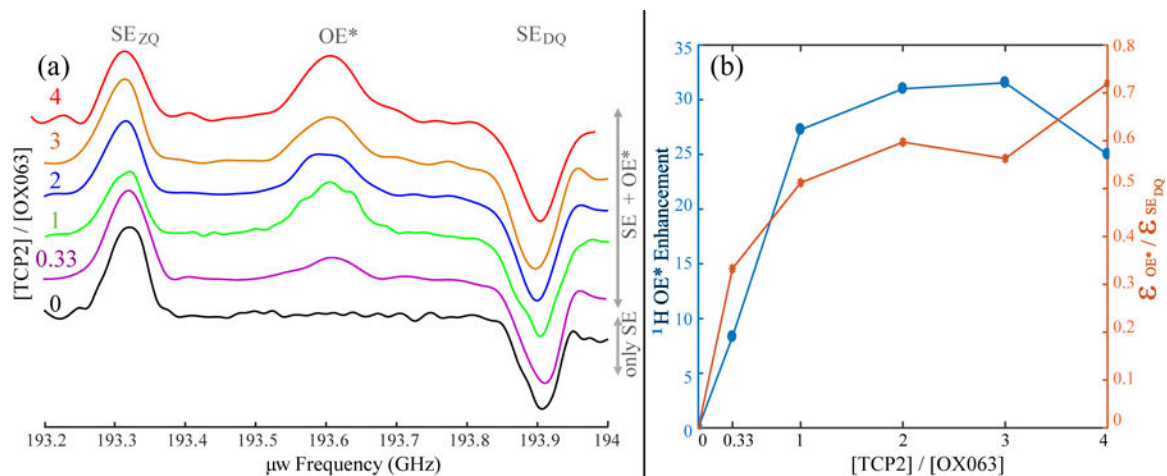 SE_ZQ OE* SE_DQ
(a)
4
3
2
1
0.33
0
[TCP2] / [OX063]
SE + OE*
only SE
193.2 193.3 193.4 193.5 193.6 193.7 193.8 193.9 194
μw Frequency (GHz)
(b)
35
30
25
20
15
10
5
0
¹H OE* Enhancement
0.8
0.7
0.6
0.5
0.4
0.3
0.2
0.1
0
ε OE* / ε SE_DQ
0 0.33 1 2 3 4
[TCP2] / [OX063]